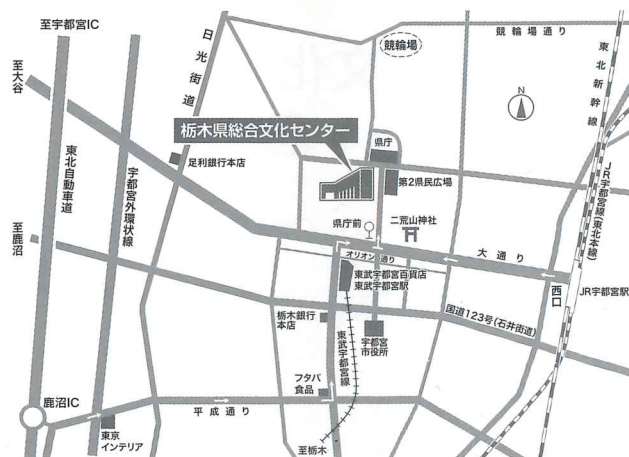 至宇都宮IC
至大谷
日光街道
競輪場
競輪場通り
東北新幹線
N
栃木県総合文化センター
県庁
足利銀行本店
第2県民広場
東北自動車道
宇都宮外環状線
JR宇都宮線(東北本線)
県庁前
二荒山神社
至鹿沼
オリオン通り
大通り
東武宇都宮百貨店
東武宇都宮駅
西口
JR宇都宮駅
栃木銀行
本店
国道123号(石井街道)
東武宇都宮線
宇都宮
市役所
フタバ
食品
鹿沼IC
平成通り
東京
インテリア
至栃木